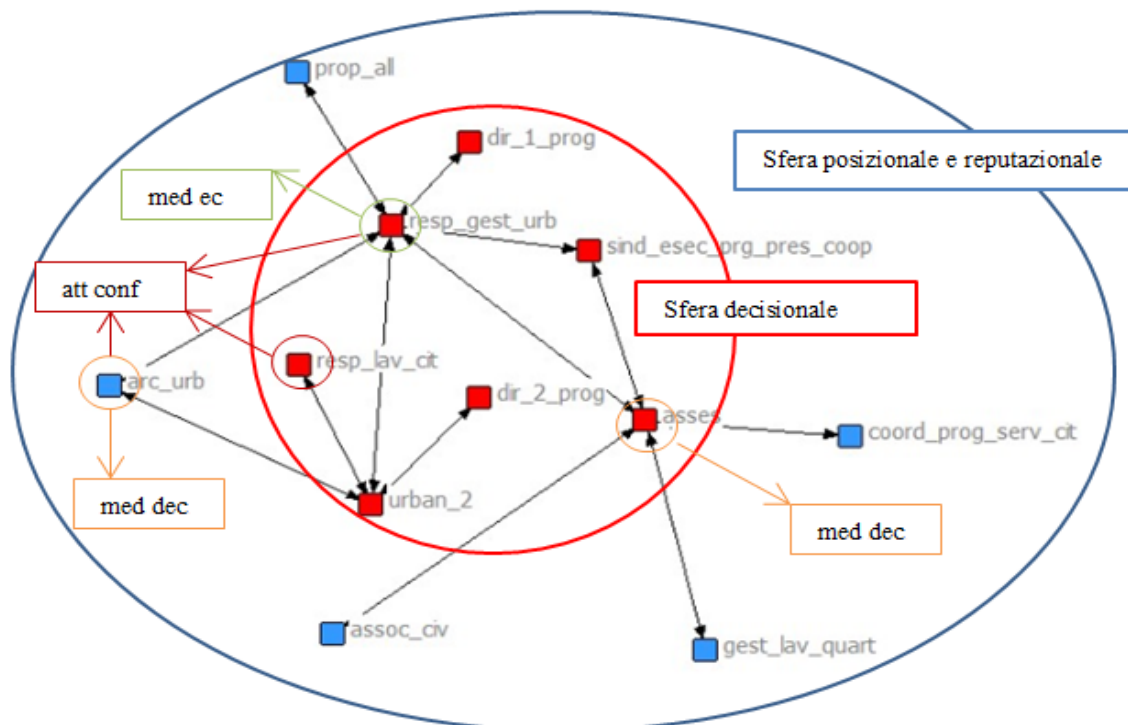 prop_all
dir_1_prog
Sfera posizionale e reputazionale
med ec
resp_gest_urb
sind_esec_prg_pres_coop
att conf
Sfera decisionale
resp_lav_cit
arc_urb
dir_2_prog
asses
coord_prog_serv_cit
med dec
urban_2
med dec
assoc_civ
gest_lav_quart